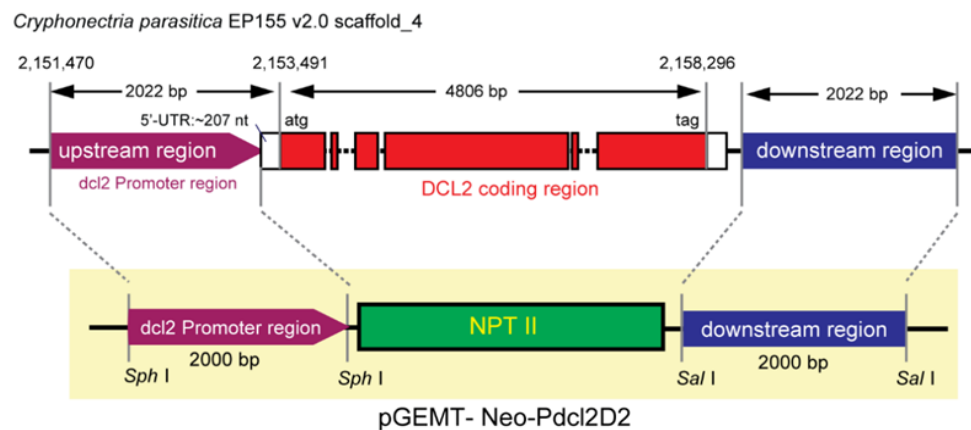 Cryphonectria parasitica EP155 v2.0 scaffold_4
2,151,470 2,153,491 2,158,296
2022 bp 4806 bp 2022 bp
5'-UTR:~207 nt atg tag
upstream region downstream region
dcl2 Promoter region DCL2 coding region
dcl2 Promoter region NPT II downstream region
2000 bp 2000 bp
Sph I Sph I Sal I Sal I
pGEMT- Neo-Pdcl2D2